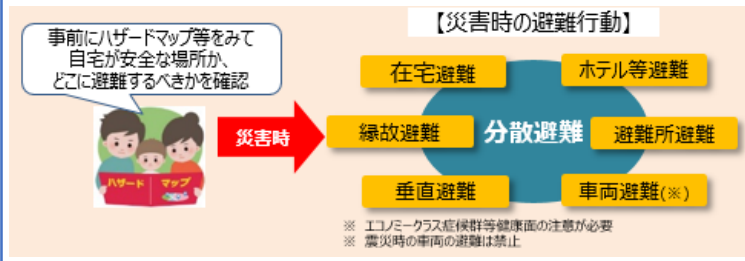 事前にハザードマップ等をみて
自宅が安全な場所か、
どこに避難するべきかを確認
ハザード マップ
災害時
【災害時の避難行動】
在宅避難
ホテル等避難
縁故避難
分散避難
避難所避難
垂直避難
車両避難(※)
※ エコノミークラス症候群等健康面の注意が必要
※ 震災時の車両の避難は禁止